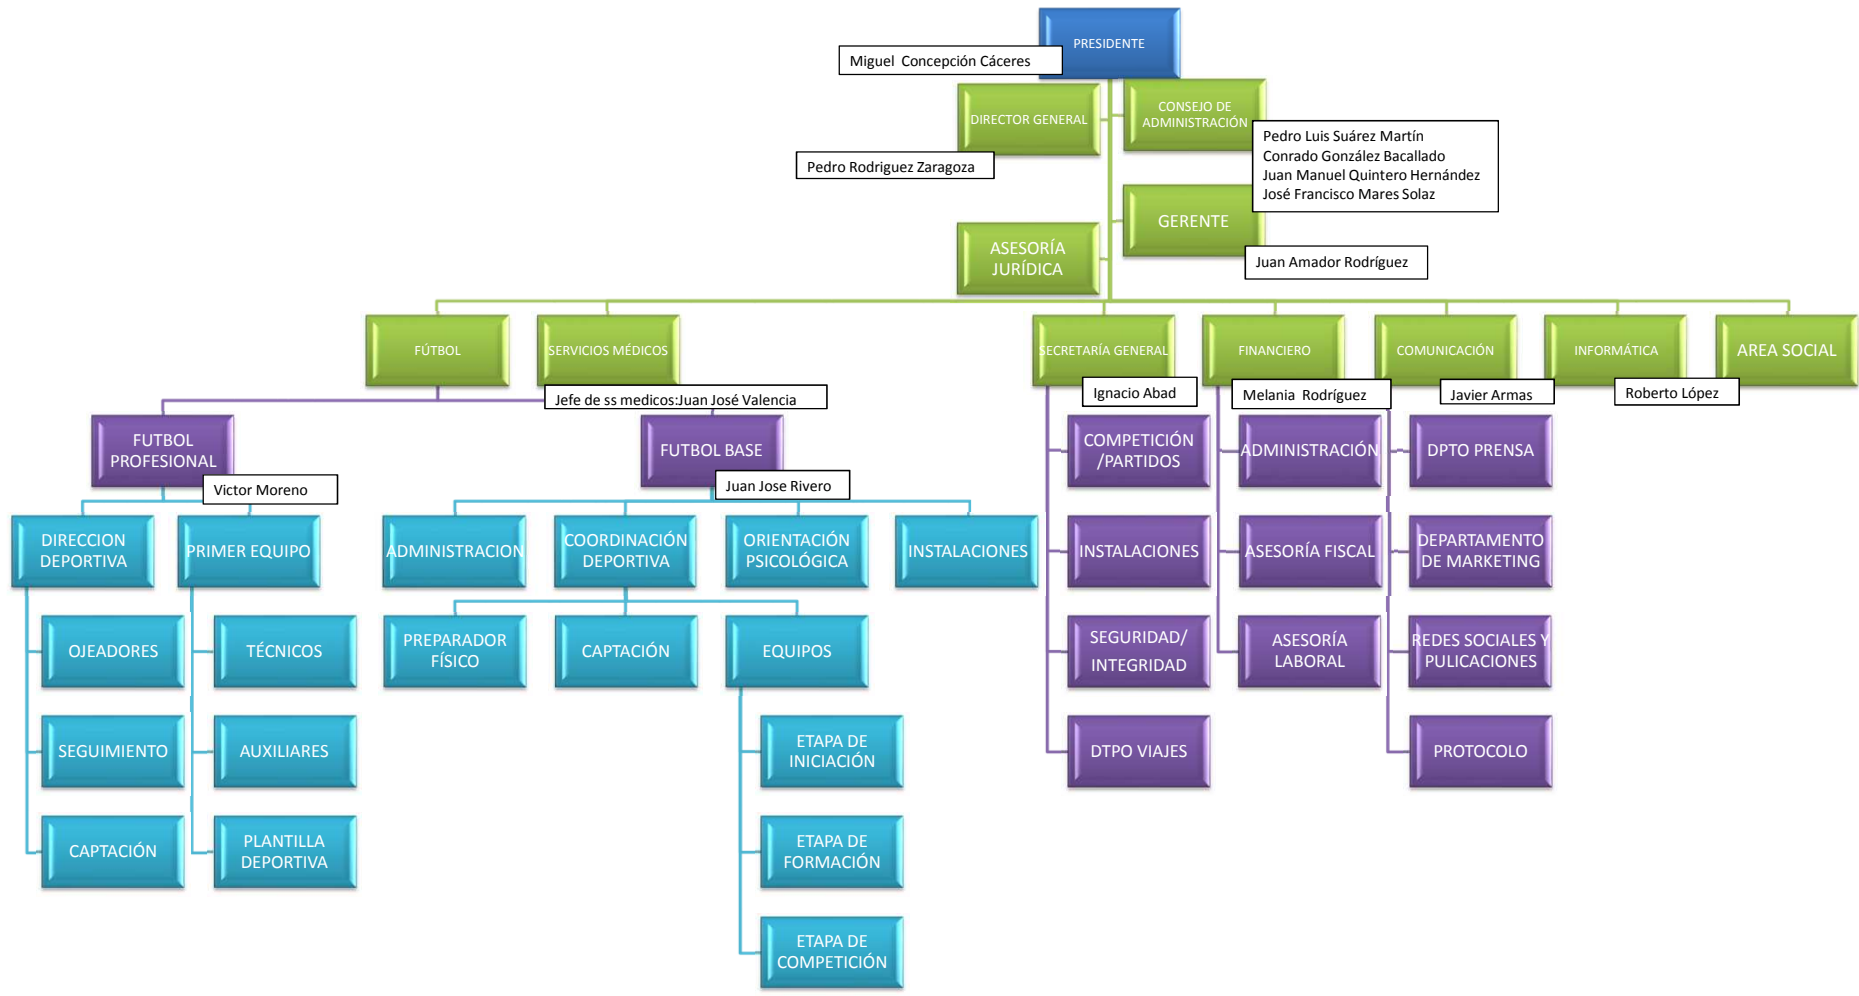 PRESIDENTE
Miguel Concepción Cáceres
DIRECTOR GENERAL
CONSEJO DE
ADMINISTRACIÓN
Pedro Rodriguez Zaragoza
Pedro Luis Suárez Martín
Conrado González Bacallado
Juan Manuel Quintero Hernández
José Francisco Mares Solaz
GERENTE
ASESORÍA
JURÍDICA
Juan Amador Rodríguez
FÚTBOL
SERVICIOS MÉDICOS
SECRETARÍA GENERAL
FINANCIERO
COMUNICACIÓN
INFORMÁTICA
AREA SOCIAL
Jefe de ss medicos:Juan José Valencia
Ignacio Abad
Melania Rodríguez
Javier Armas
Roberto López
FUTBOL
PROFESIONAL
FUTBOL BASE
COMPETICIÓN
/PARTIDOS
ADMINISTRACIÓN
DPTO PRENSA
Victor Moreno
Juan Jose Rivero
DIRECCION
DEPORTIVA
PRIMER EQUIPO
ADMINISTRACION
COORDINACIÓN
DEPORTIVA
ORIENTACIÓN
PSICOLÓGICA
INSTALACIONES
INSTALACIONES
ASESORÍA FISCAL
DEPARTAMENTO
DE MARKETING
OJEADORES
TÉCNICOS
PREPARADOR
FÍSICO
CAPTACIÓN
EQUIPOS
SEGURIDAD/
INTEGRIDAD
ASESORÍA
LABORAL
REDES SOCIALES Y
PULICACIONES
SEGUIMIENTO
AUXILIARES
ETAPA DE
INICIACIÓN
DTPO VIAJES
PROTOCOLO
CAPTACIÓN
PLANTILLA
DEPORTIVA
ETAPA DE
FORMACIÓN
ETAPA DE
COMPETICIÓN